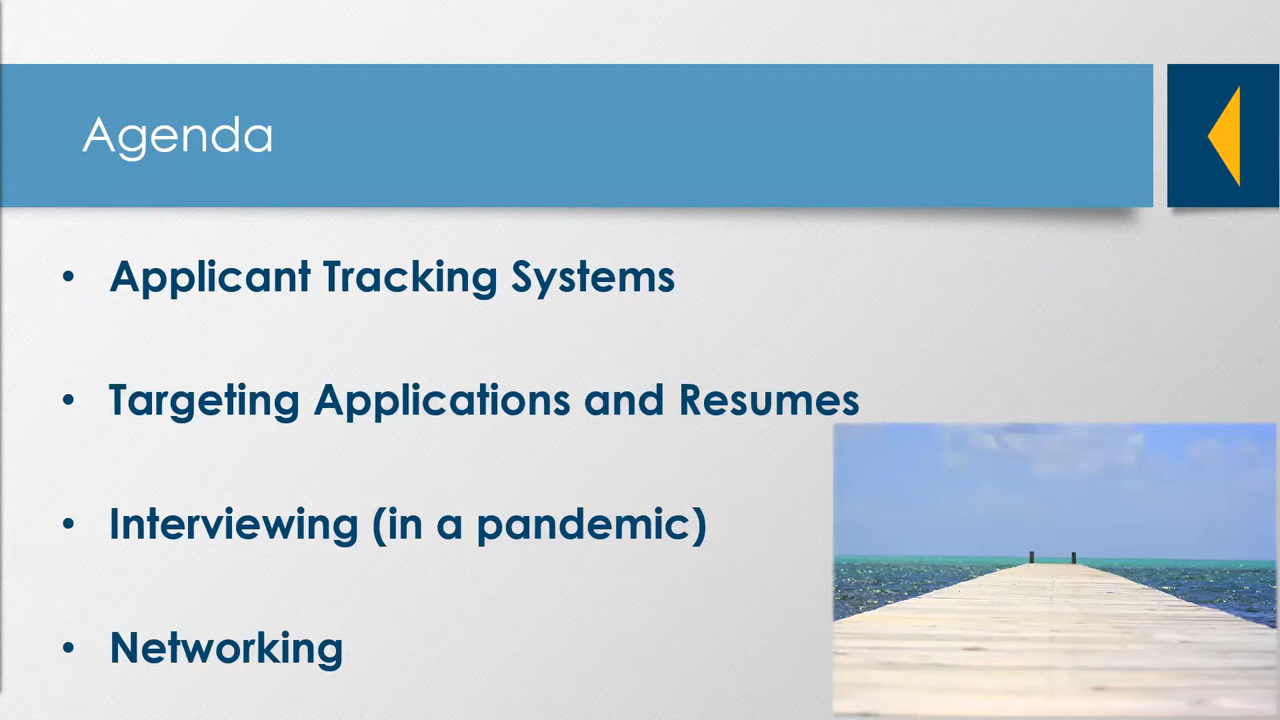 Agenda
• Applicant Tracking Systems
• Targeting Applications and Resumes
• Interviewing (in a pandemic)
• Networking